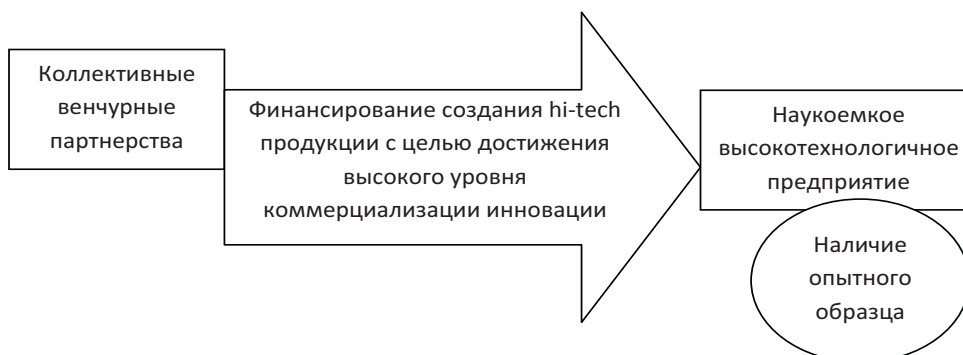 Коллективные
венчурные
партнерства
Финансирование создания hi-tech
продукции с целью достижения
высокого уровня
коммерциализации инновации
Наукоемкое
высокотехнологичное
предприятие
Наличие
опытного
образца